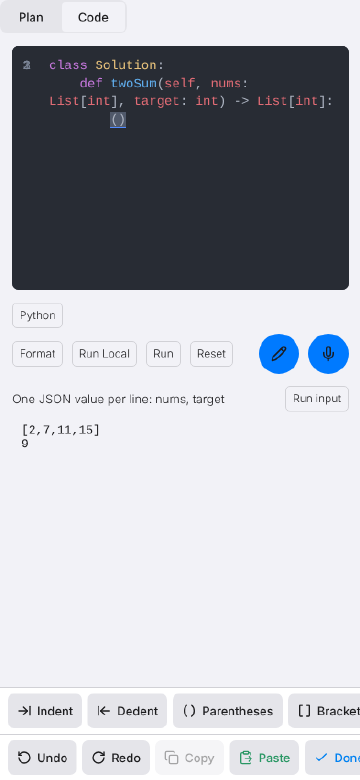 Plan Code
class Solution:
def twoSum(self, nums:
List[int], target: int) -> List[int]:
()
Python
Format Run Local Run Reset
One JSON value per line: nums, target Run input
[2,7,11,15]
9
Indent Dedent () Parentheses [] Bracket
Undo Redo Copy Paste Done